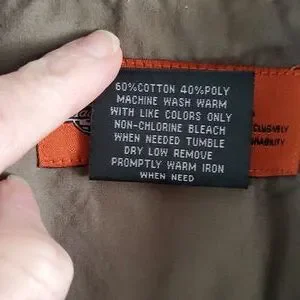 60%COTTON 40%POLY
MACHINE WASH WARM
WITH LIKE COLORS ONLY
NON-CHLORINE BLEACH
WHEN NEEDED TUMBLE
DRY LOW REMOVE
PROMPTLY WARM IRON
WHEN NEED